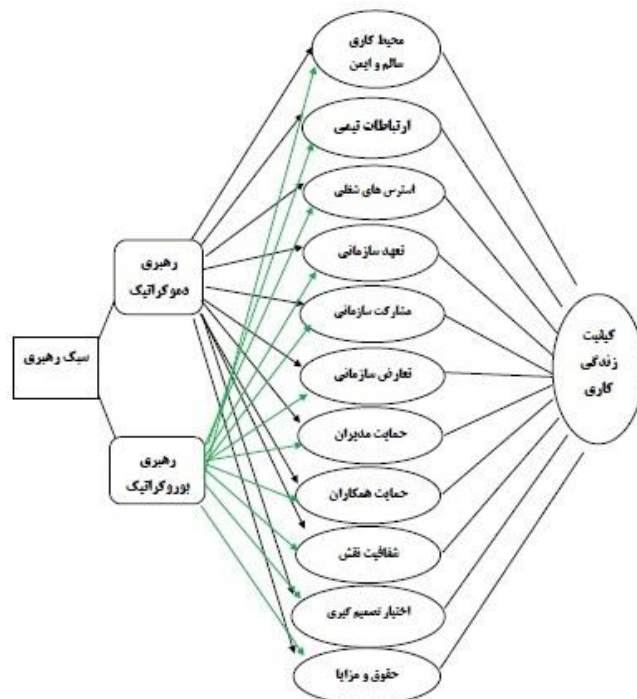 محیط کاری
سالم و ایمن
ارتباطات تیمی
استرس های شغلی
رهبری
دموکراتیک
تعهد سازمانی
مشارکت سازمانی
کیفیت
زندگی
کاری
سبک رهبری
تعارض سازمانی
حمایت مدیران
رهبری
بوروکراتیک
حمایت همکاران
شفافیت نقش
اختیار تصمیم گیری
حقوق و مزایا